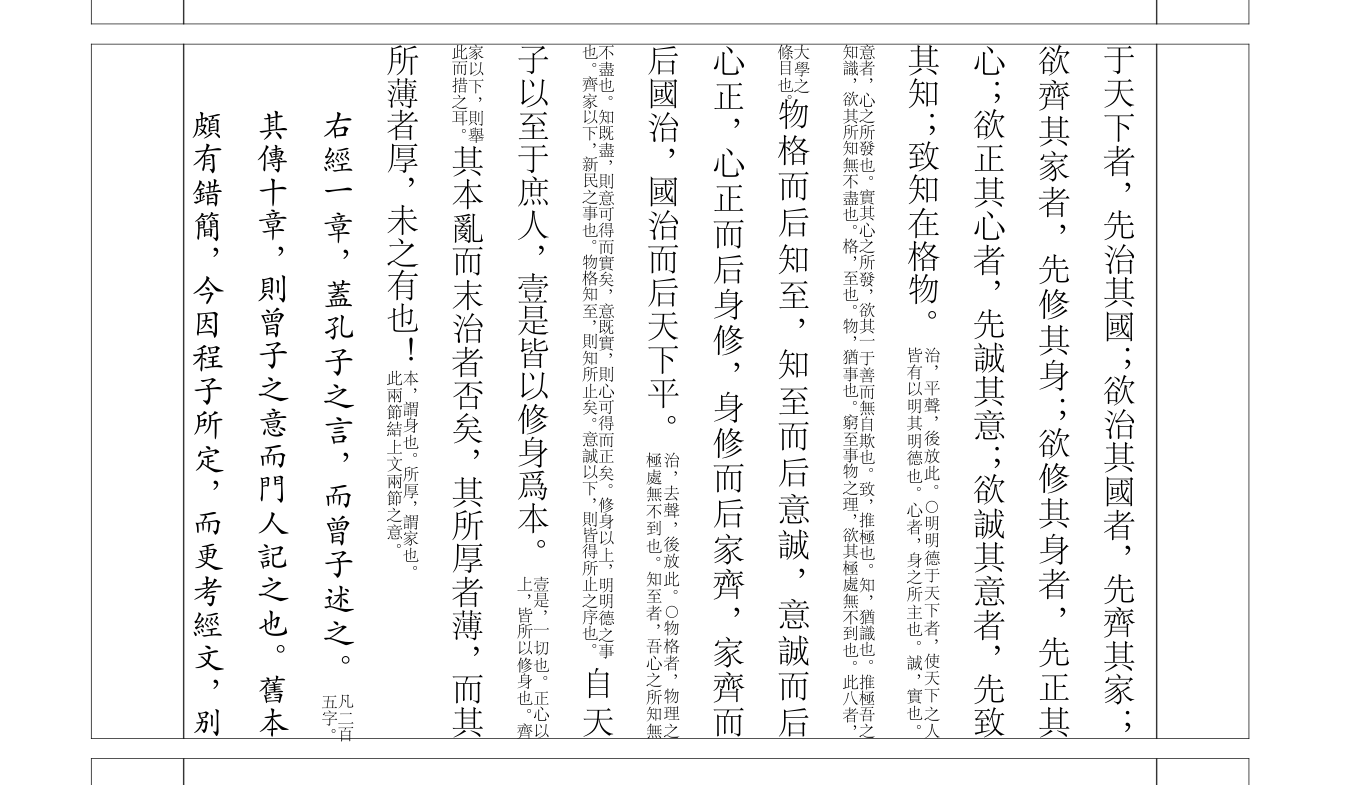 于天下者，先治其國；欲治其國者，先齊其家；
欲齊其家者，先修其身；欲修其身者，先正其
心；欲正其心者，先誠其意；欲誠其意者，先致
其知；致知在格物。
治，平聲，後放此。○明明德于天下者，使天下之人
皆有以明其明德也。心者，身之所主也。誠，實也。
意者，心之所發也。實其心之所發，欲其一于善而無自欺也。致，推極也。知，猶識也。推極吾之
知識，欲其所知無不盡也。格，至也。物，猶事也。窮至事物之理，欲其極處無不到也。此八者，
大學之
條目也。
物格而后知至，知至而后意誠，意誠而后
心正，心正而后身修，身修而后家齊，家齊而
后國治，國治而后天下平。
治，去聲，後放此。○物格者，物理之
極處無不到也。知至者，吾心之所知無
不盡也。知既盡，則意可得而實矣，意既實，則心可得而正矣。修身以上，明明德之事
也。齊家以下，新民之事也。物格知至，則知所止矣。意誠以下，則皆得所止之序也。
自天
子以至于庶人，壹是皆以修身爲本。
壹是，一切也。正心以
上，皆所以修身也。齊
家以下，則舉
此而措之耳。
其本亂而末治者否矣，其所厚者薄，而其
所薄者厚，未之有也！
本，謂身也。所厚，謂家也。
此兩節結上文兩節之意。
右經一章，蓋孔子之言，而曾子述之。
凡二百
五字。
其傳十章，則曾子之意而門人記之也。舊本
頗有錯簡，今因程子所定，而更考經文，別